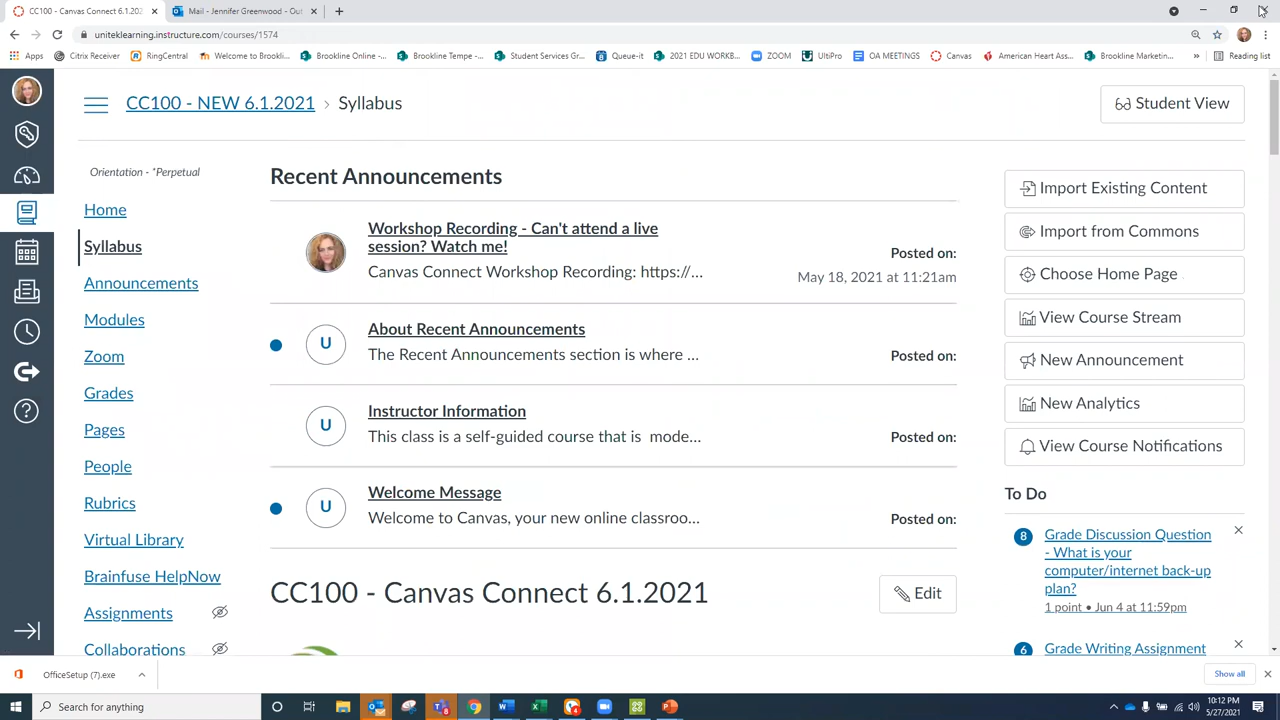 CC100 - Canvas Connect 6.1.202
Mail - Jennifer Greenwood - Out
uniteklearning.instructure.com/courses/1574
Apps
Citrix Receiver
RingCentral
Welcome to Brookli...
Brookline Online -...
Brookline Tempe -...
Student Services Gr...
Queue-it
2021 EDU WORKB...
ZOOM
UltiPro
OA MEETINGS
Canvas
American Heart Ass...
Brookline Marketin...
»
Reading list
CC100 - NEW 6.1.2021 › Syllabus
Student View
Orientation - *Perpetual
Home
Syllabus
Announcements
Modules
Zoom
Grades
Pages
People
Rubrics
Virtual Library
Brainfuse HelpNow
Assignments
Collaborations
Recent Announcements
Workshop Recording - Can't attend a live
session? Watch me!
Canvas Connect Workshop Recording: https://...
Posted on:
May 18, 2021 at 11:21am
U
About Recent Announcements
The Recent Announcements section is where ...
Posted on:
U
Instructor Information
This class is a self-guided course that is mode...
Posted on:
U
Welcome Message
Welcome to Canvas, your new online classroo...
Posted on:
CC100 - Canvas Connect 6.1.2021
Edit
Import Existing Content
Import from Commons
Choose Home Page
View Course Stream
New Announcement
New Analytics
View Course Notifications
To Do
8
Grade Discussion Question
- What is your
computer/internet back-up
plan?
1 point • Jun 4 at 11:59pm
6
Grade Writing Assignment
OfficeSetup (7).exe
Show all
Search for anything
10:12 PM
5/27/2021